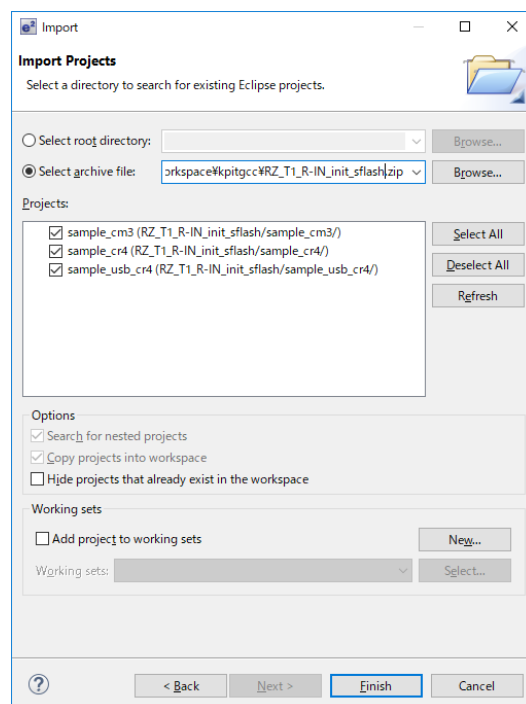 e² Import
Import Projects
Select a directory to search for existing Eclipse projects.
Select root directory:
Browse...
Select archive file:
orkspace¥kpitgcc¥RZ_T1_R-IN_init_sflash.zip
Browse...
Projects:
sample_cm3 (RZ_T1_R-IN_init_sflash/sample_cm3/)
sample_cr4 (RZ_T1_R-IN_init_sflash/sample_cr4/)
sample_usb_cr4 (RZ_T1_R-IN_init_sflash/sample_usb_cr4/)
Select All
Deselect All
Refresh
Options
Search for nested projects
Copy projects into workspace
Hide projects that already exist in the workspace
Working sets
Add project to working sets
New...
Working sets:
Select...
?
< Back
Next >
Finish
Cancel